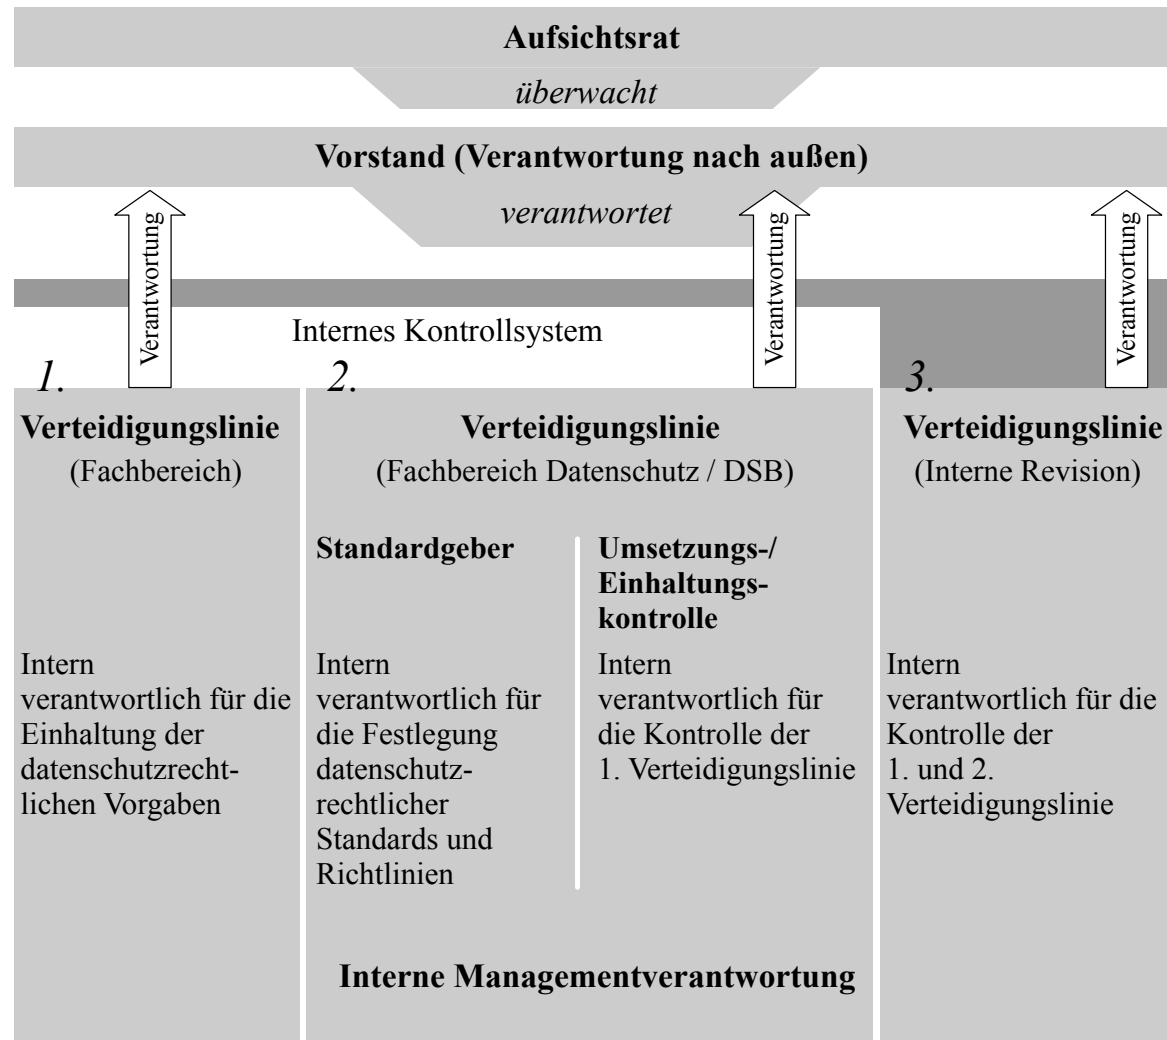 Aufsichtsrat
überwacht
Vorstand (Verantwortung nach außen)
verantwortet
Verantwortung
Verantwortung
Verantwortung
Internes Kontrollsystem
1.
Verteidigungslinie
(Fachbereich)
Intern
verantwortlich für die
Einhaltung der
datenschutzrecht-
lichen Vorgaben
2.
Verteidigungslinie
(Fachbereich Datenschutz / DSB)
Standardgeber
Intern
verantwortlich für
die Festlegung
datenschutz-
rechtlicher
Standards und
Richtlinien
Umsetzungs-/
Einhaltungs-
kontrolle
Intern
verantwortlich für
die Kontrolle der
1. Verteidigungslinie
3.
Verteidigungslinie
(Interne Revision)
Intern
verantwortlich für die
Kontrolle der
1. und 2.
Verteidigungslinie
Interne Managementverantwortung